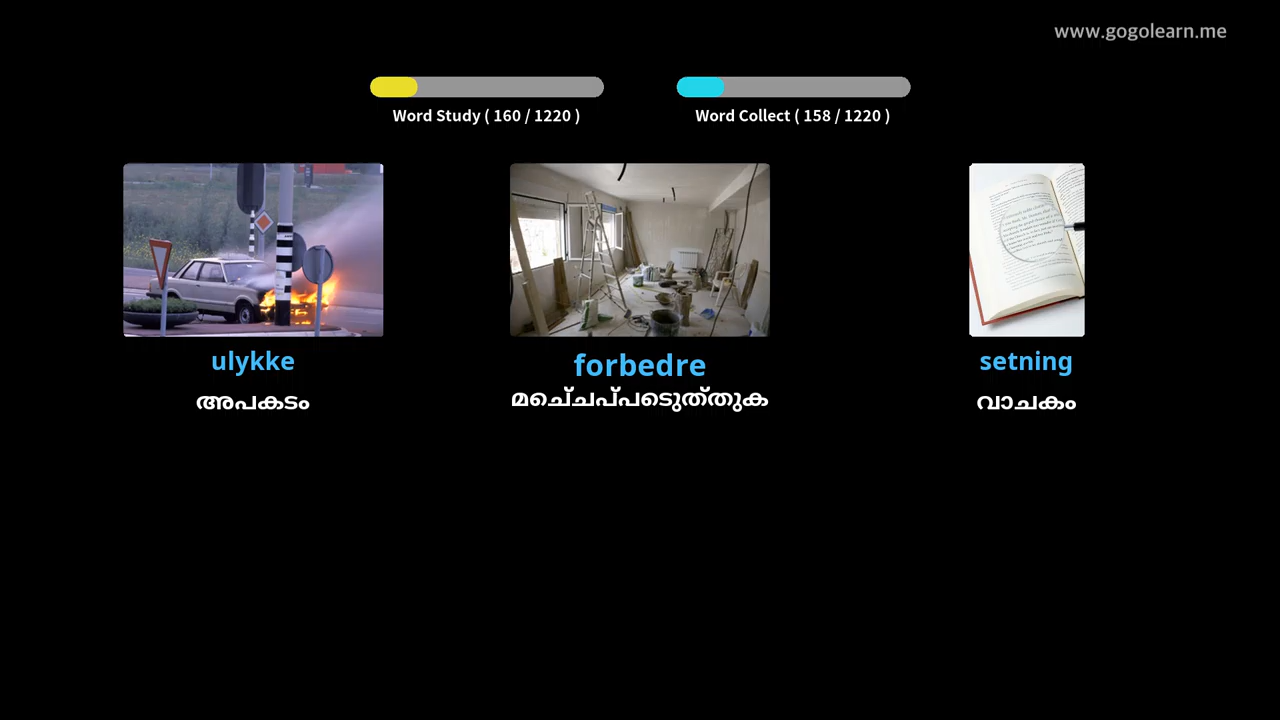 www.gogolearn.me
Word Study ( 160 / 1220 )
Word Collect ( 158 / 1220 )
ulykke
forbedre
setning
അപകടം
മെച്ചപ്പെടുത്തുക
വാചകം